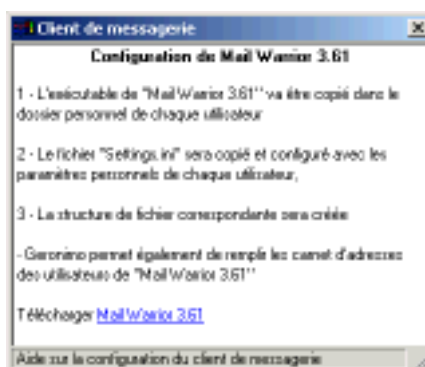 Client de messagerie
Configuration de Mail Warrior 3.61
1 - L'exécutable de "Mail Warrior 3.61" va être copié dans le
dossier personnel de chaque utilisateur
2 - Le fichier "Settings.ini" sera copié et configuré avec les
paramètres personnels de chaque utilisateur,
3 - La structure de fichier correspondante sera créée
- Geronimo permet également de remplir les carnet d'adresses
des utilisateurs de "Mail Warrior 3.61"
Télécharger Mail Warrior 3.61
Aide sur la configuration du client de messagerie